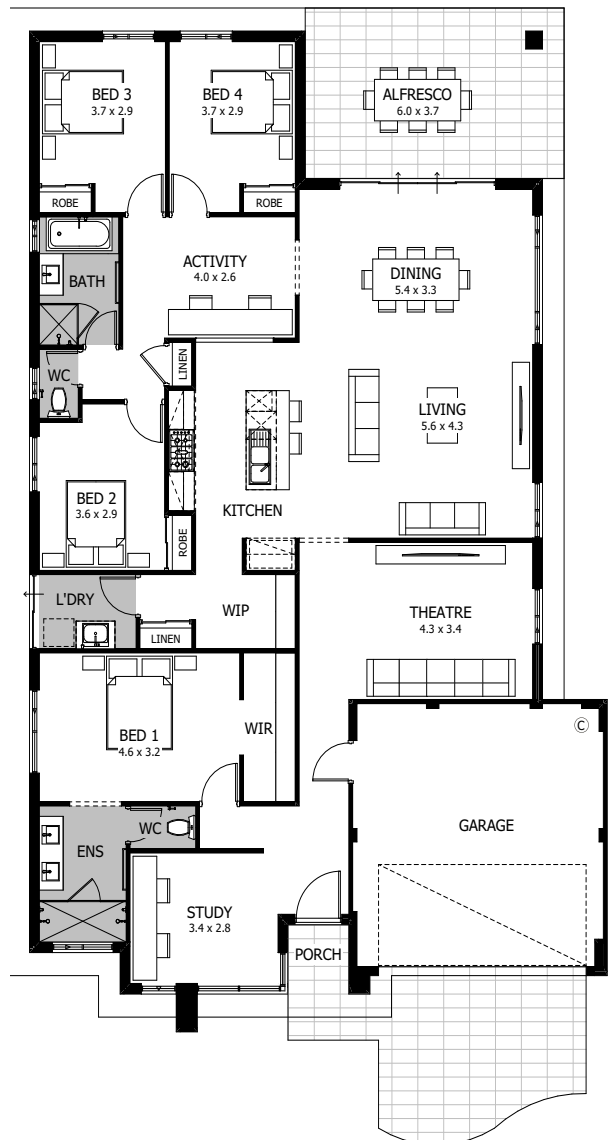 BED 3
3.7 x 2.9
BED 4
3.7 x 2.9
ALFRESCO
6.0 x 3.7
ROBE
ROBE
BATH
ACTIVITY
4.0 x 2.6
DINING
5.4 x 3.3
WC
LINEN
LIVING
5.6 x 4.3
BED 2
3.6 x 2.9
KITCHEN
ROBE
L'DRY
LINEN
WIP
THEATRE
4.3 x 3.4
BED 1
4.6 x 3.2
WIR
©
GARAGE
WC
ENS
STUDY
3.4 x 2.8
PORCH